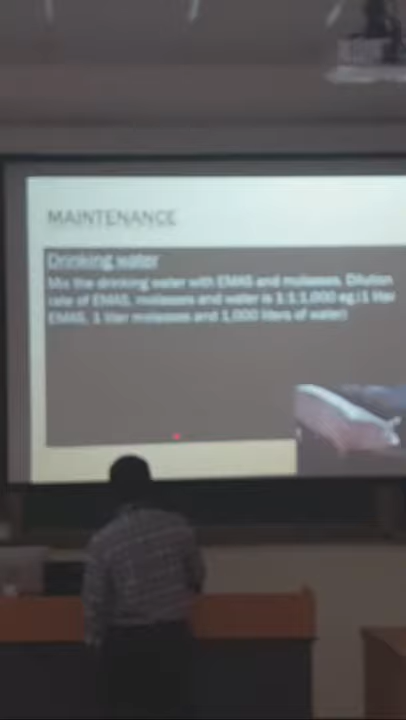 MAINTENANCE
Drinking water
Mix the drinking water with EMAS and molasses. Dilution
rate of EMAS, molasses and water is 1:1:1,000 eg.(1 liter
EMAS, 1 liter molasses and 1,000 liters of water)